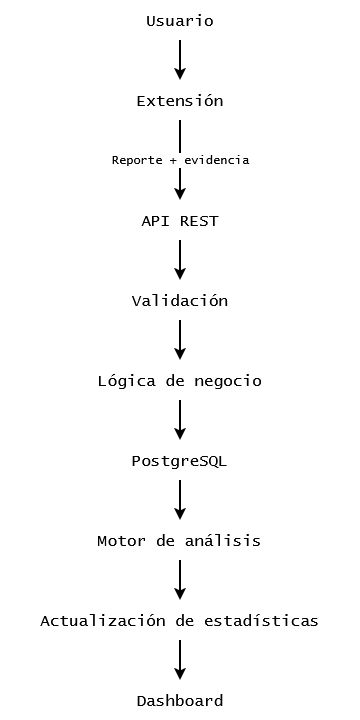 Usuario
Extensión
Reporte + evidencia
API REST
Validación
Lógica de negocio
PostgreSQL
Motor de análisis
Actualización de estadísticas
Dashboard